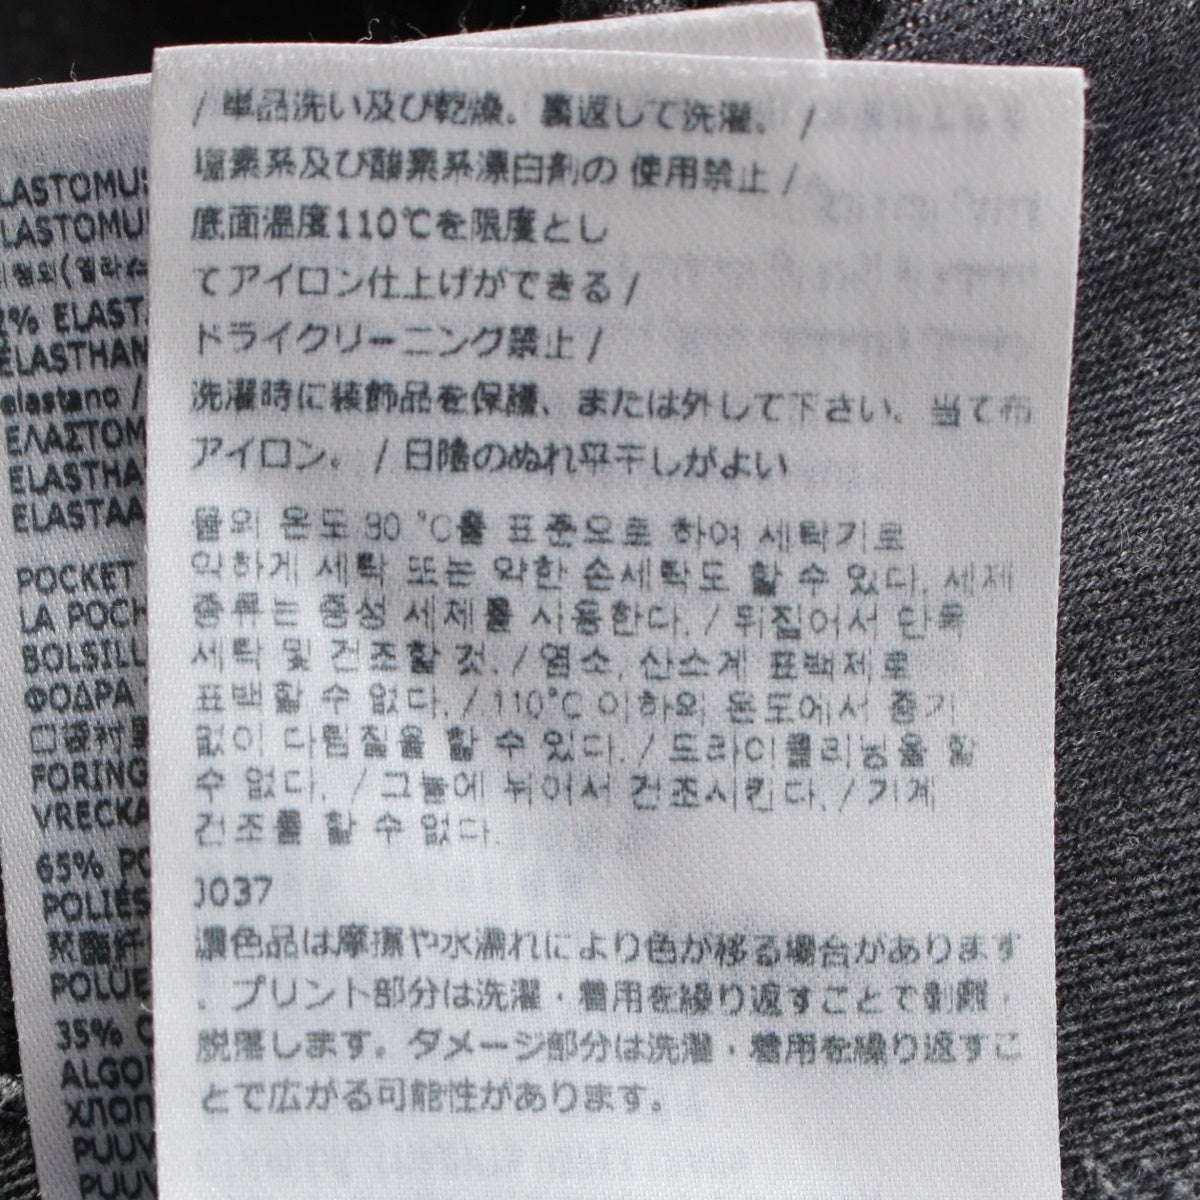 / 単品洗い及び乾燥。裏返して洗濯。 /
塩素系及び酸素系漂白剤の 使用禁止 /
底面温度110℃を限度とし
てアイロン仕上げができる /
ドライクリーニング禁止 /
洗濯時に装飾品を保護、または外して下さい。当て布
アイロン。 / 日陰のぬれ平干しがよい
물의 온도 30 °C를 표준으로 하여 세탁기로
약하게 세탁 또는 약한 손세탁도 할 수 있다. 세제
종류는 중성 세제를 사용한다. / 뒤집어서 단독
세탁 및 건조할 것. / 염소, 산소계 표백제로
표백할 수 없다. / 110°C 이하의 온도에서 증기
없이 다림질을 할 수 있다. / 드라이클리닝을 할
수 없다. / 그늘에 뉘어서 건조시킨다. / 기계
건조를 할 수 없다.
J037
濃色品は摩擦や水濡れにより色が移る場合があります
。プリント部分は洗濯・着用を繰り返すことで剥離・
脱落します。ダメージ部分は洗濯・着用を繰り返すこ
とで広がる可能性があります。
LASTOMU
LASTOMU
2% ELAST
ÉLASTHAN
elastano /
ΕΛΑΣΤΟΜ
ELASTHA
ELASTAA
POCKET
LA POCH
BOLSILL
ΦΟΔΡΑ
口袋衬里
FORING
VRECKA
65% PO
POLIÉS
聚酯纤
POLUE
35% C
ALGO
PUUV
PUUV